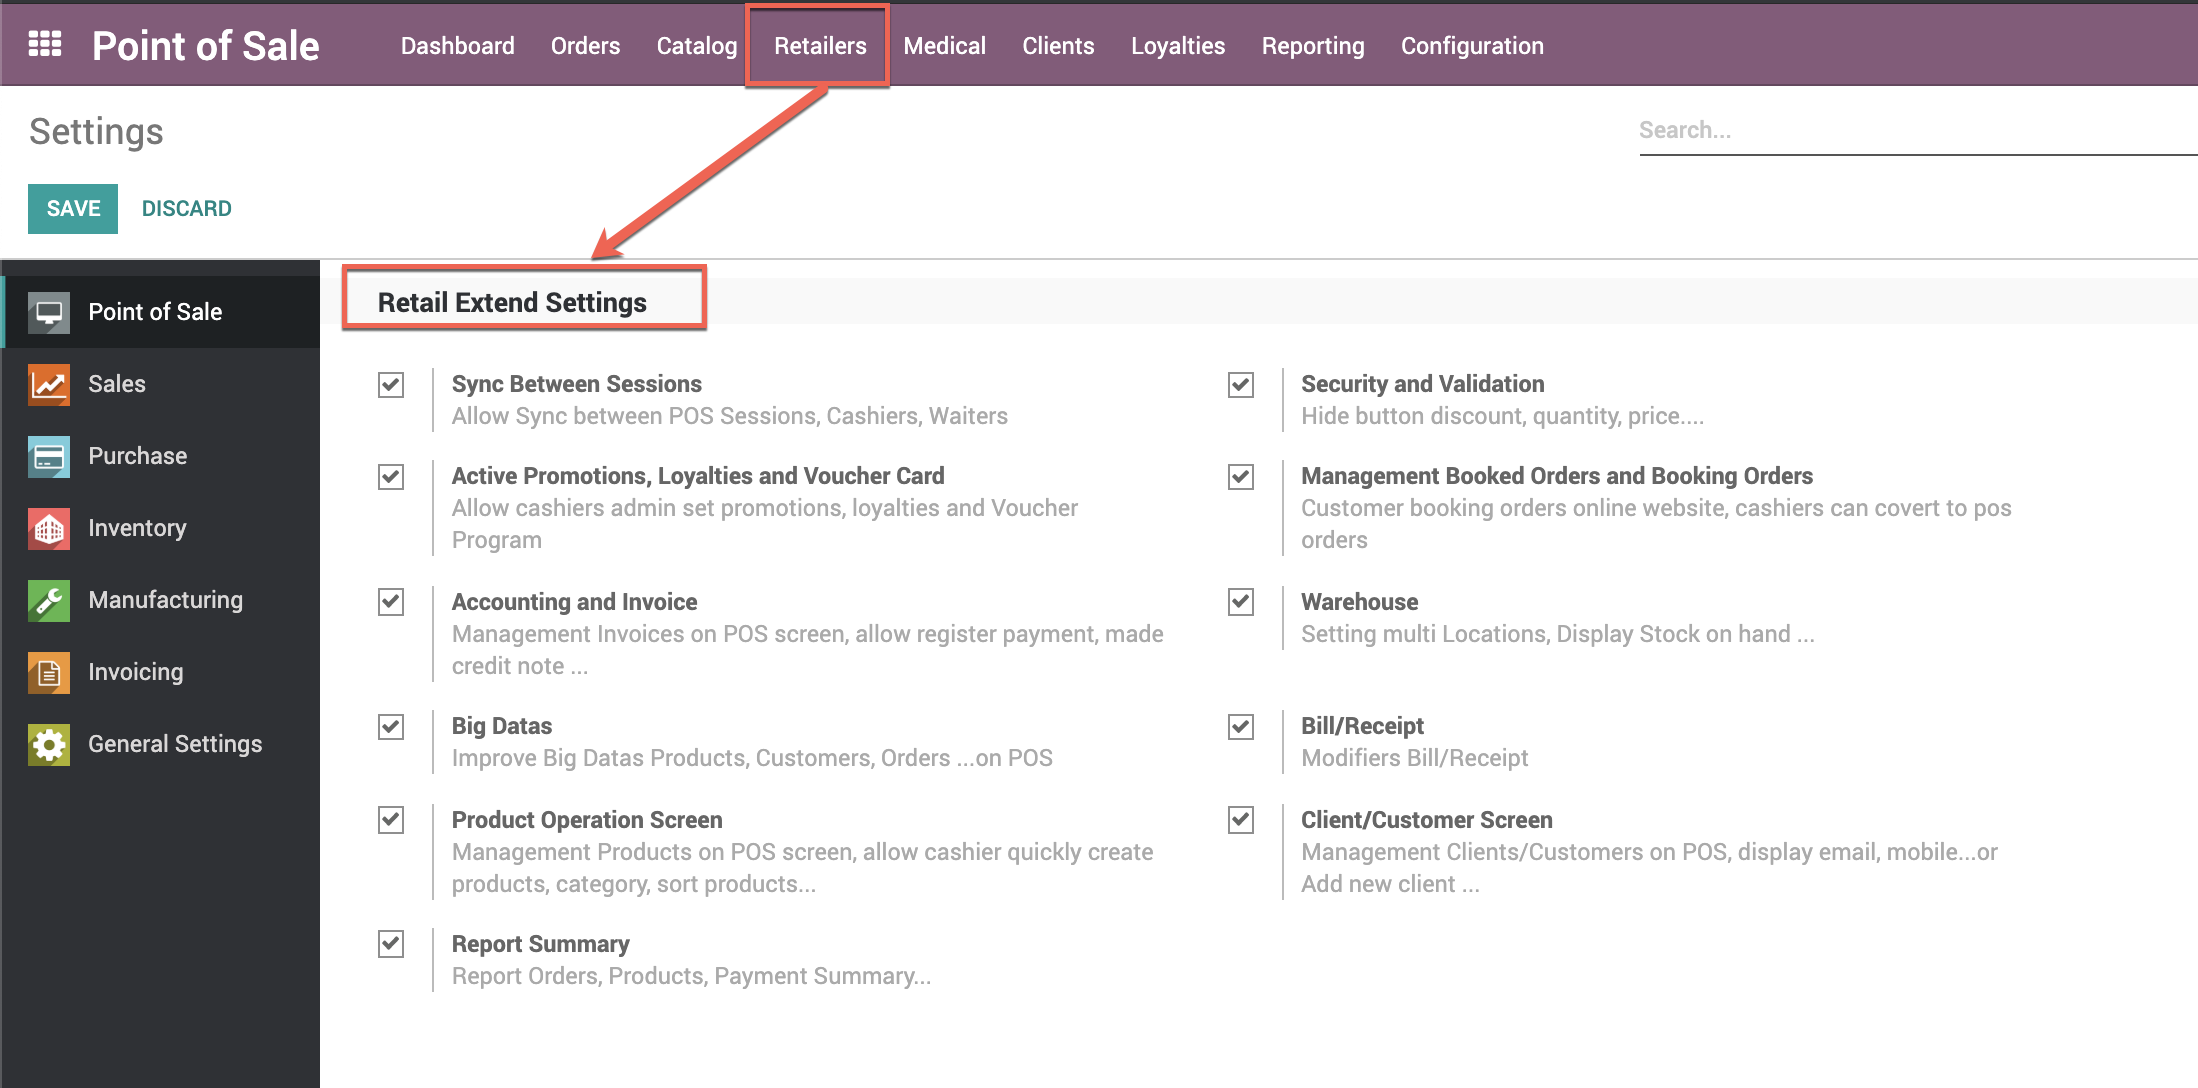 Point of Sale
Dashboard
Orders
Catalog
Retailers
Medical
Clients
Loyalties
Reporting
Configuration
Settings
Search...
SAVE
DISCARD
Point of Sale
Sales
Purchase
Inventory
Manufacturing
Invoicing
General Settings
Retail Extend Settings
Sync Between Sessions
Allow Sync between POS Sessions, Cashiers, Waiters
Security and Validation
Hide button discount, quantity, price....
Active Promotions, Loyalties and Voucher Card
Allow cashiers admin set promotions, loyalties and Voucher
Program
Management Booked Orders and Booking Orders
Customer booking orders online website, cashiers can covert to pos
orders
Accounting and Invoice
Management Invoices on POS screen, allow register payment, made
credit note ...
Warehouse
Setting multi Locations, Display Stock on hand ...
Big Datas
Improve Big Datas Products, Customers, Orders ...on POS
Bill/Receipt
Modifiers Bill/Receipt
Product Operation Screen
Management Products on POS screen, allow cashier quickly create
products, category, sort products...
Client/Customer Screen
Management Clients/Customers on POS, display email, mobile...or
Add new client ...
Report Summary
Report Orders, Products, Payment Summary...